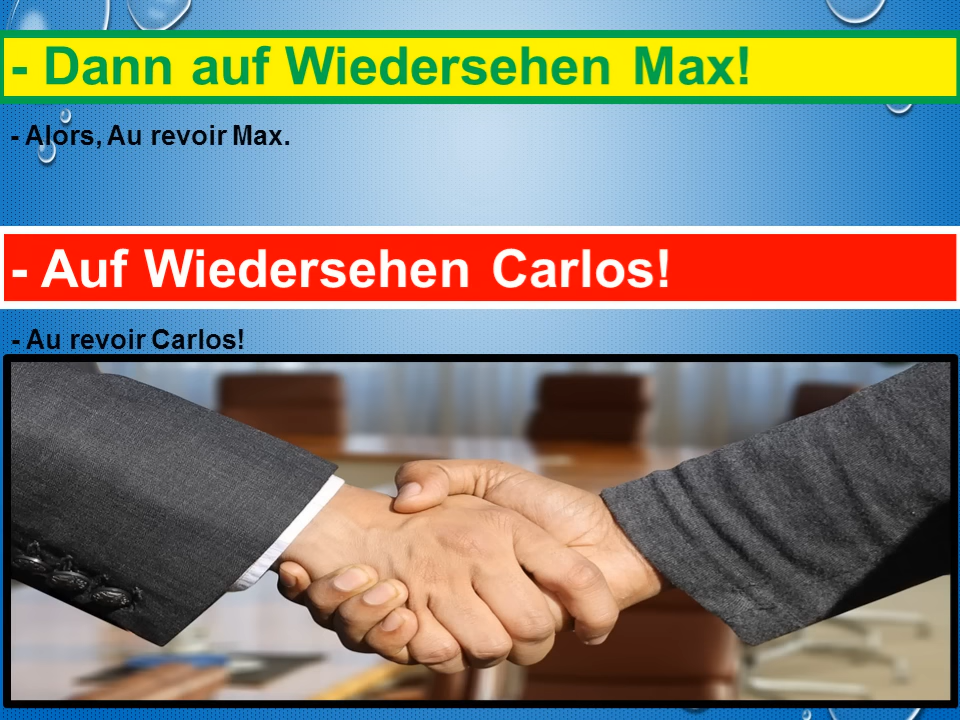 - Dann auf Wiedersehen Max!
- Alors, Au revoir Max.
- Auf Wiedersehen Carlos!
- Au revoir Carlos!